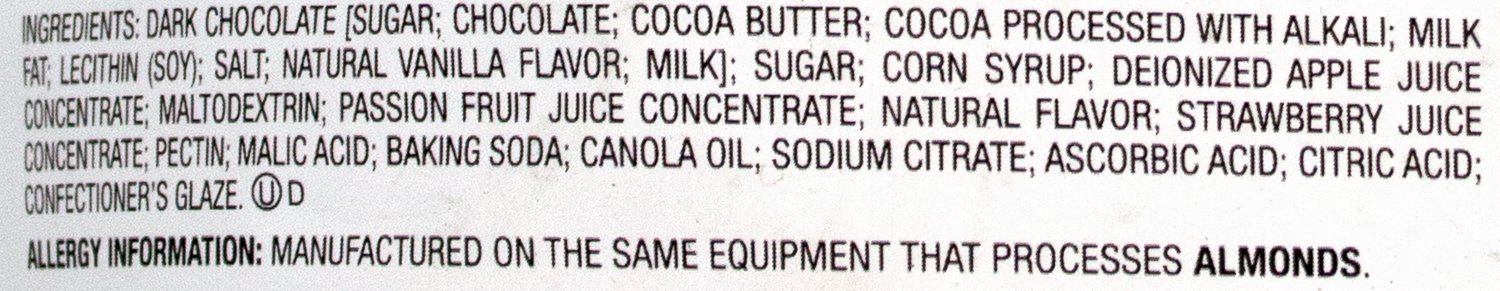 INGREDIENTS: DARK CHOCOLATE [SUGAR; CHOCOLATE; COCOA BUTTER; COCOA PROCESSED WITH ALKALI; MILK
FAT; LECITHIN (SOY); SALT; NATURAL VANILLA FLAVOR; MILK]; SUGAR; CORN SYRUP; DEIONIZED APPLE JUICE
CONCENTRATE; MALTODEXTRIN; PASSION FRUIT JUICE CONCENTRATE; NATURAL FLAVOR; STRAWBERRY JUICE
CONCENTRATE; PECTIN; MALIC ACID; BAKING SODA; CANOLA OIL; SODIUM CITRATE; ASCORBIC ACID; CITRIC ACID;
CONFECTIONER'S GLAZE. Ⓤ D
ALLERGY INFORMATION: MANUFACTURED ON THE SAME EQUIPMENT THAT PROCESSES ALMONDS.